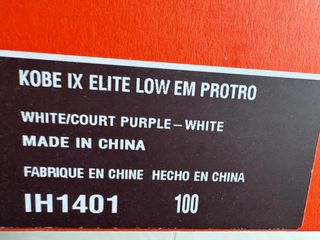 KOBE IX ELITE LOW EM PROTRO
WHITE/COURT PURPLE – WHITE
MADE IN CHINA
FABRIQUE EN CHINE HECHO EN CHINA
IH1401 100